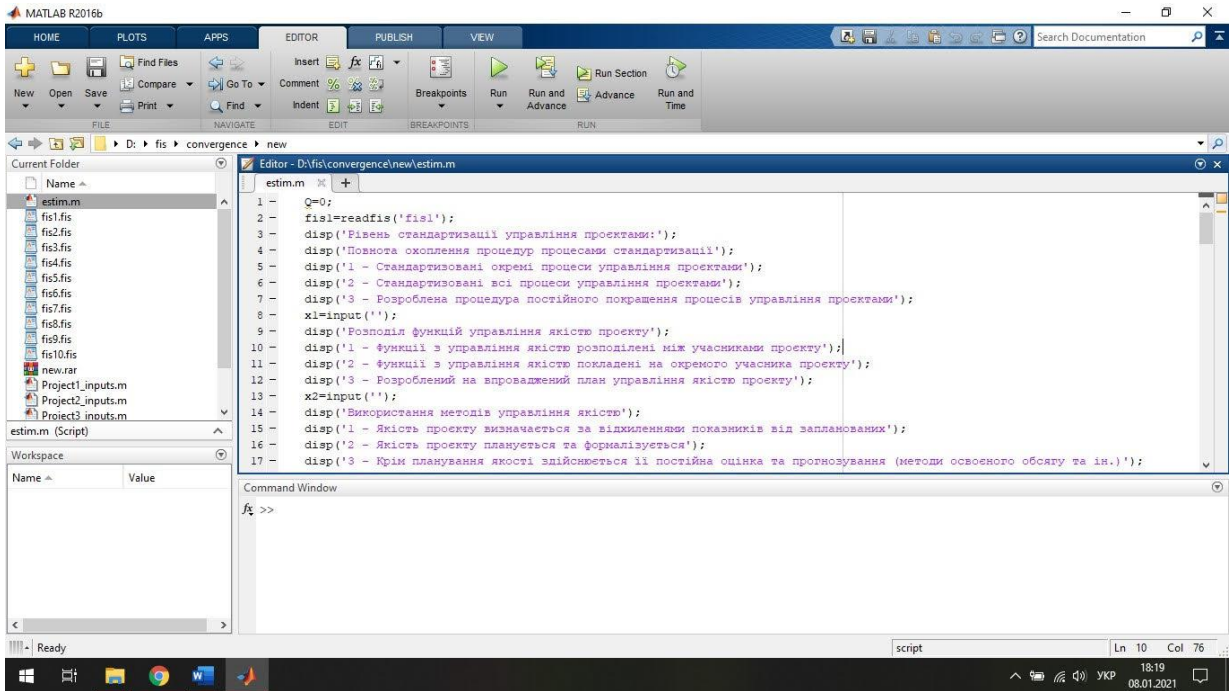 MATLAB R2016b
HOME PLOTS APPS EDITOR PUBLISH VIEW Search Documentation
Find Files Insert fx
New Open Save Compare Go To Comment Breakpoints Run Run and Advance Run Section Advance Run and Time
Print Find Indent
FILE NAVIGATE EDIT BREAKPOINTS RUN
D: fis convergence new
Current Folder
Name
estim.m
fis1.fis
fis2.fis
fis3.fis
fis4.fis
fis5.fis
fis6.fis
fis7.fis
fis8.fis
fis9.fis
fis10.fis
new.rar
Project1_inputs.m
Project2_inputs.m
Project3_inputs.m
estim.m (Script)
Workspace
Name Value
Editor - D:\fis\convergence\new\estim.m
estim.m
1 - Q=0;
2 - fis1=readfis('fis1');
3 - disp('Рівень стандартизації управління проєктами:');
4 - disp('Повнота охоплення процедур процесами стандартизації');
5 - disp('1 - Стандартизовані окремі процеси управління проєктами');
6 - disp('2 - Стандартизовані всі процеси управління проєктами');
7 - disp('3 - Розроблена процедура постійного покращення процесів управління проєктами');
8 - x1=input('');
9 - disp('Розподіл функцій управління якістю проєкту');
10 - disp('1 - Функції з управління якістю розподілені між учасниками проєкту');
11 - disp('2 - Функції з управління якістю покладені на окремого учасника проєкту');
12 - disp('3 - Розроблений на впроваджений план управління якістю проєкту');
13 - x2=input('');
14 - disp('Використання методів управління якістю');
15 - disp('1 - Якість проєкту визначається за відхиленнями показників від запланованих');
16 - disp('2 - Якість проєкту планується та формалізується');
17 - disp('3 - Крім планування якості здійснюється її постійна оцінка та прогнозування (методи освоєного обсягу та ін.)');
Command Window
fx >>
Ready script Ln 10 Col 76
УКР 18:19
08.01.2021